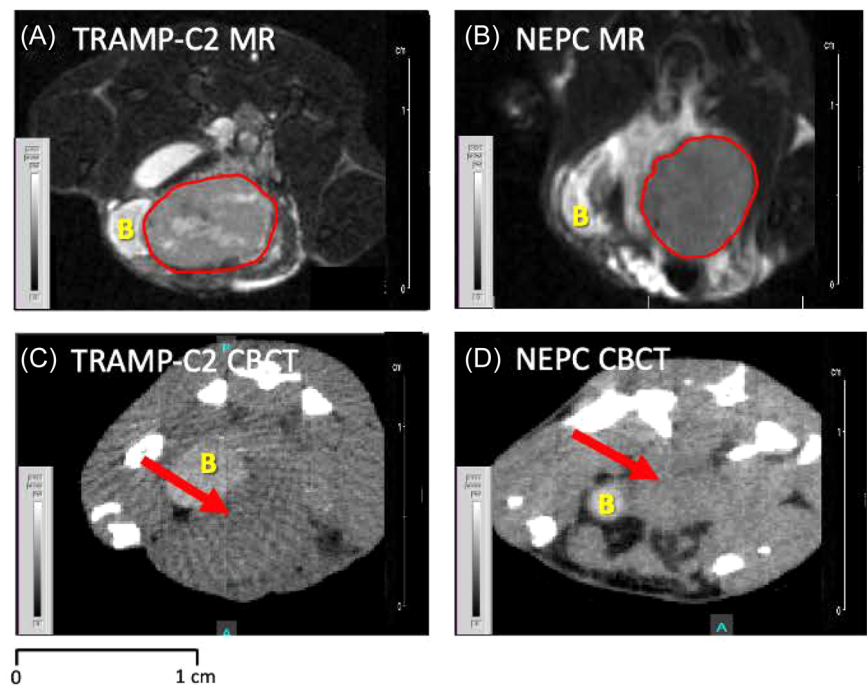 (A) TRAMP-C2 MR
cm
1
0
B
(B) NEPC MR
cm
1
0
B
(C) TRAMP-C2 CBCT
cm
1
0
B
A
(D) NEPC CBCT
cm
1
0
B
A
0 1 cm